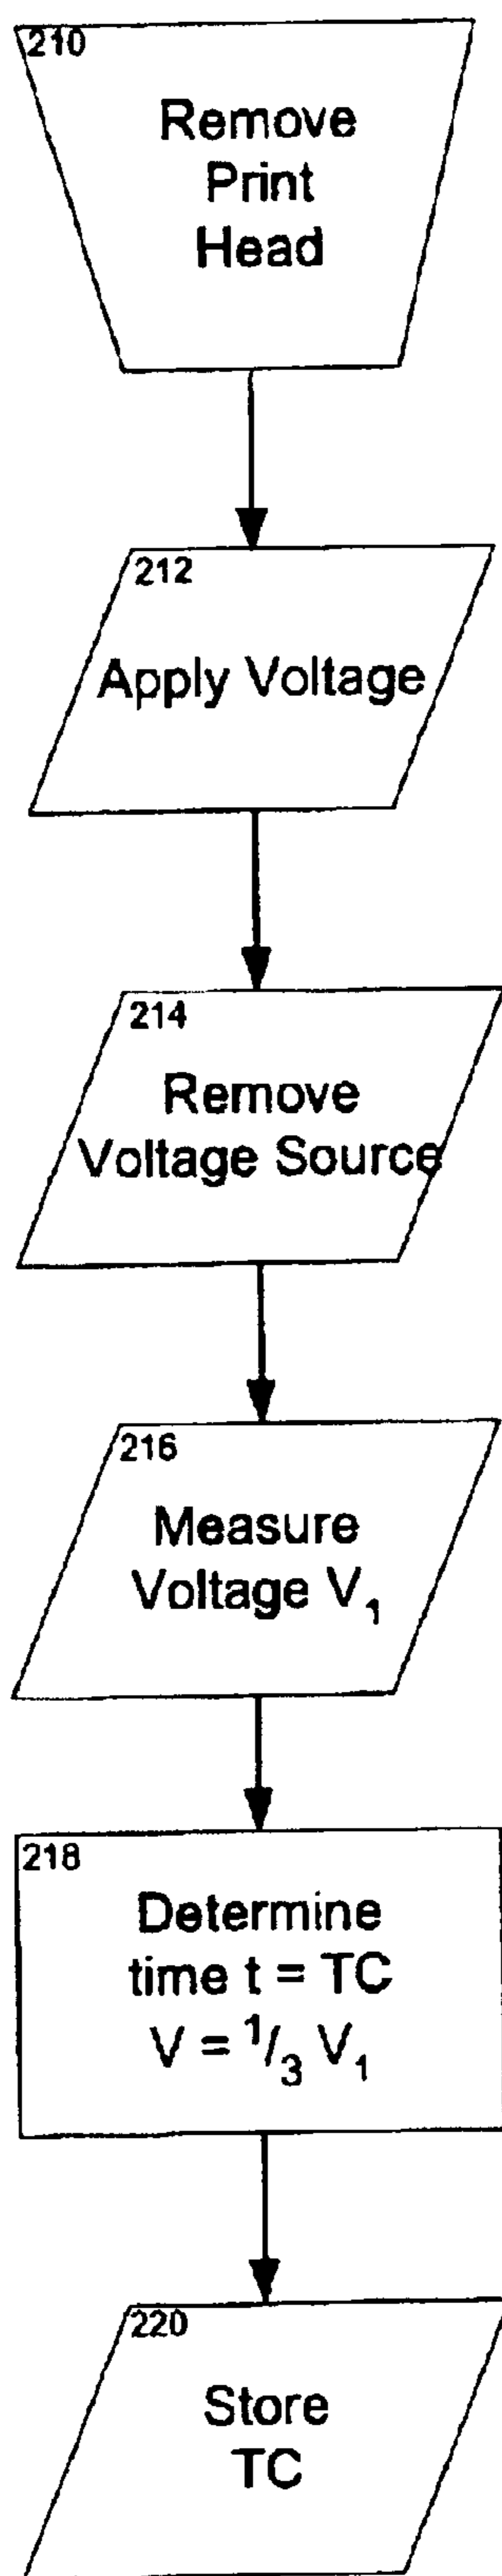 210
Remove
Print
Head
212
Apply Voltage
214
Remove
Voltage Source
216
Measure
Voltage V₁
218
Determine
time t = TC
V = ¹/₃ V₁
220
Store
TC